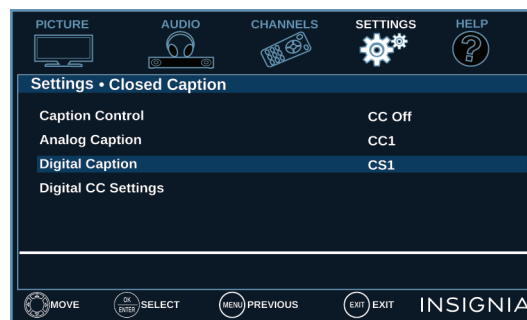 PICTURE AUDIO CHANNELS SETTINGS HELP
?
Settings • Closed Caption
Caption Control CC Off
Analog Caption CC1
Digital Caption CS1
Digital CC Settings
MOVE OK ENTER SELECT MENU PREVIOUS EXIT EXIT INSIGNIA